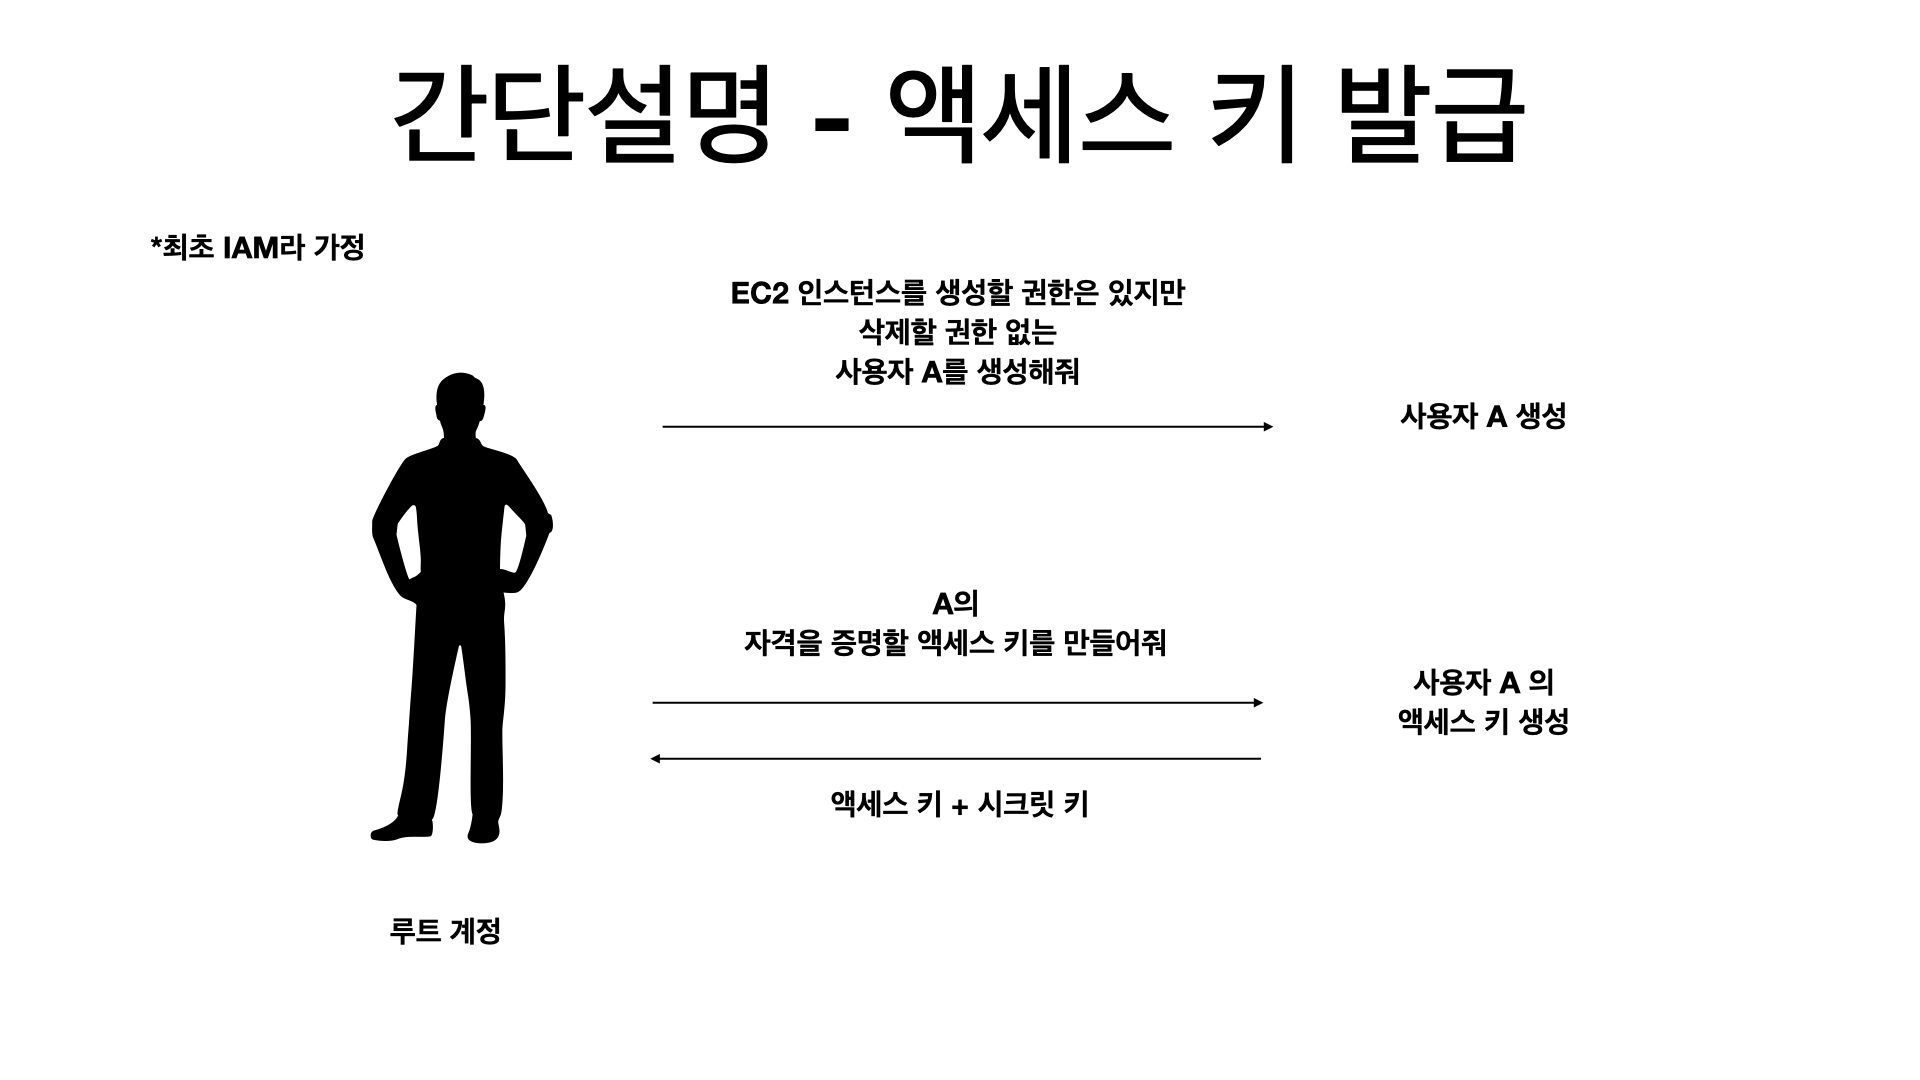 간단설명 - 액세스 키 발급
*최초 IAM라 가정
EC2 인스턴스를 생성할 권한은 있지만
삭제할 권한 없는
사용자 A를 생성해줘
사용자 A 생성
A의
자격을 증명할 액세스 키를 만들어줘
사용자 A 의
액세스 키 생성
액세스 키 + 시크릿 키
루트 계정